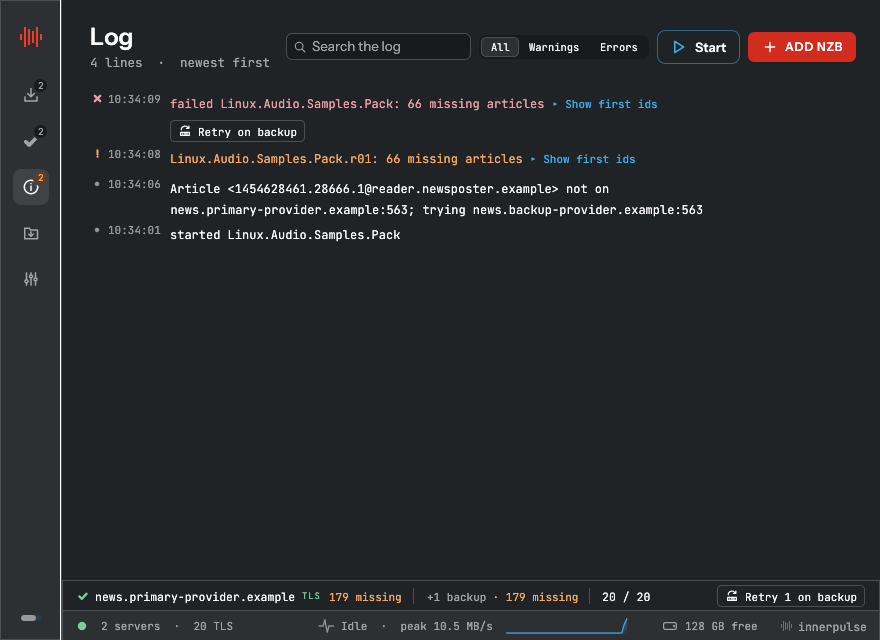 Log
4 lines · newest first
Search the log
All Warnings Errors
Start
+ ADD NZB
2
2
2
× 10:34:09 failed Linux.Audio.Samples.Pack: 66 missing articles ▸ Show first ids
Retry on backup
! 10:34:08 Linux.Audio.Samples.Pack.r01: 66 missing articles ▸ Show first ids
• 10:34:06 Article <1454628461.28666.1@reader.newsposter.example> not on
news.primary-provider.example:563; trying news.backup-provider.example:563
• 10:34:01 started Linux.Audio.Samples.Pack
news.primary-provider.example TLS 179 missing +1 backup · 179 missing 20 / 20 Retry 1 on backup
2 servers · 20 TLS Idle · peak 10.5 MB/s 128 GB free innerpulse